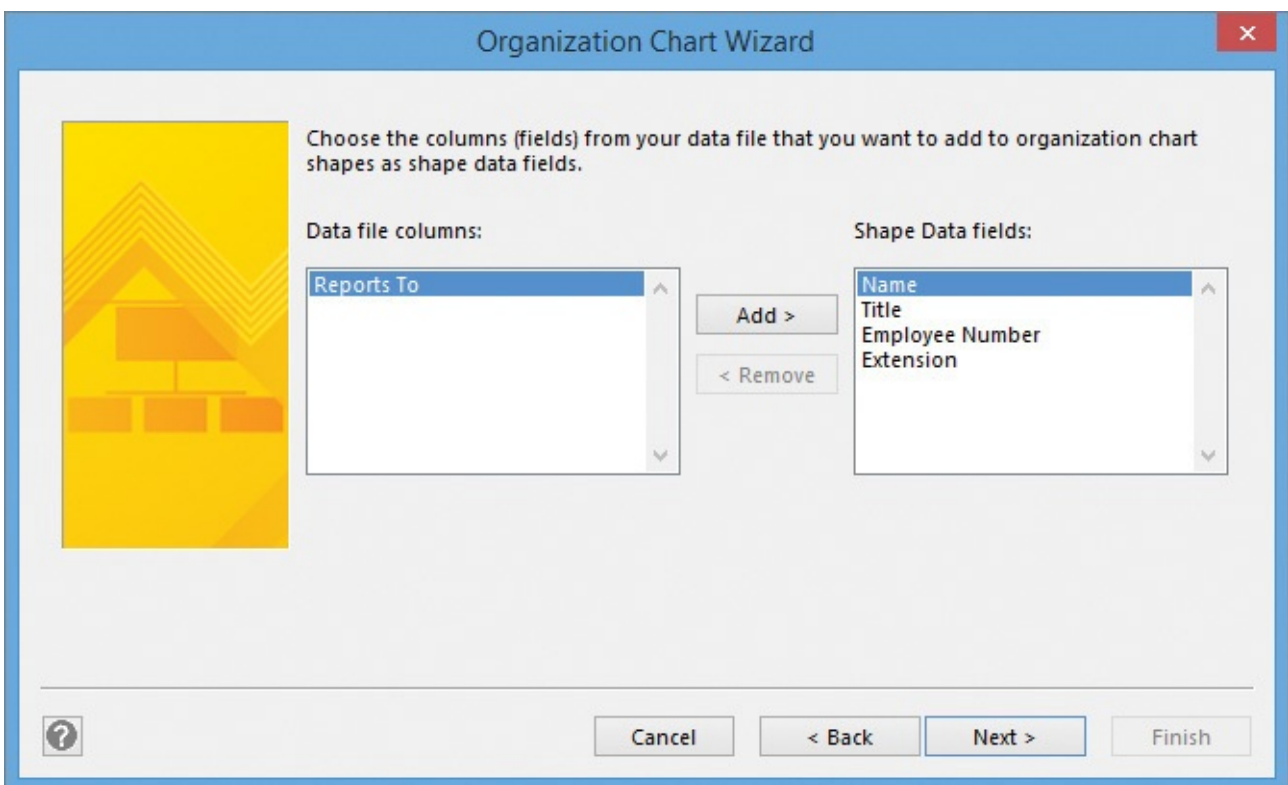 Organization Chart Wizard
Choose the columns (fields) from your data file that you want to add to organization chart
shapes as shape data fields.
Data file columns:
Shape Data fields:
Reports To
Add >
< Remove
Name
Title
Employee Number
Extension
?
Cancel
< Back
Next >
Finish